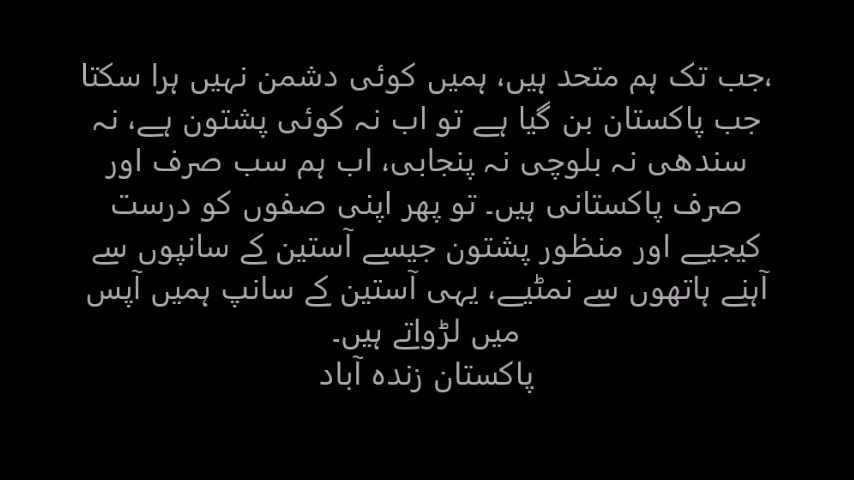 جب تک ہم متحد ہیں، ہمیں کوئی دشمن نہیں ہرا سکتا،
جب پاکستان بن گیا ہے تو اب نہ کوئی پشتون ہے، نہ
سندھی نہ بلوچی نہ پنجابی، اب ہم سب صرف اور
صرف پاکستانی ہیں۔ تو پھر اپنی صفوں کو درست
کیجیے اور منظور پشتون جیسے آستین کے سانپوں سے
آہنے ہاتھوں سے نمٹیے، یہی آستین کے سانپ ہمیں آپس
میں لڑواتے ہیں۔
پاکستان زندہ آباد